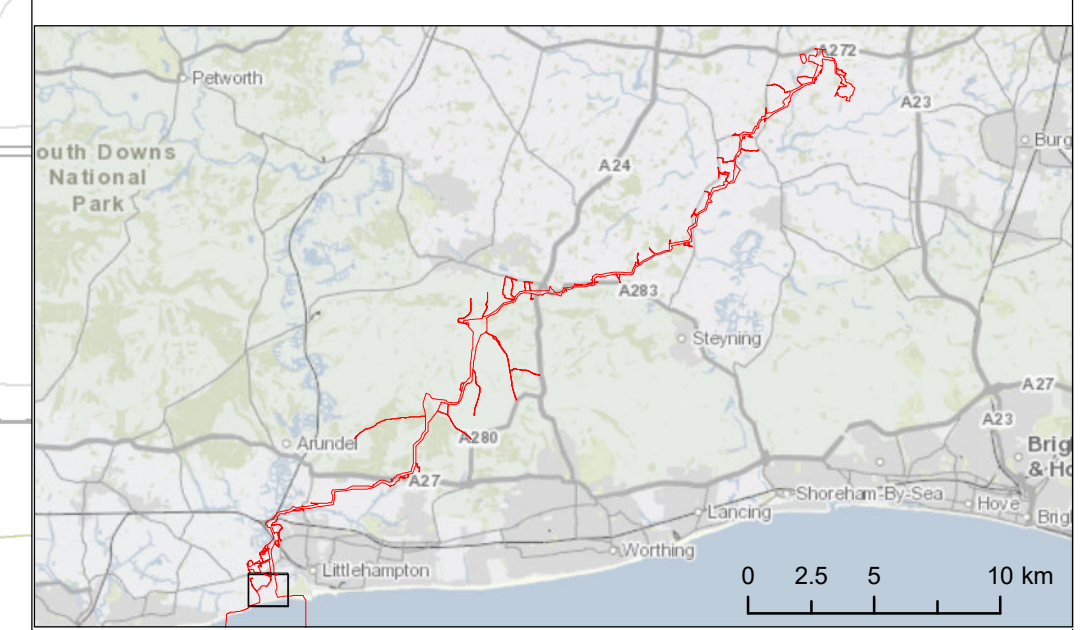 A272
Petworth
A23
Burg
outh Downs
National
Park
A24
A283
Steyning
A27
A23
Arundel
A280
Brig
& Ho
A27
Shoreham-By-Sea
Hove
Lancing
Brig
Worthing
Littlehampton
0 2.5 5 10 km